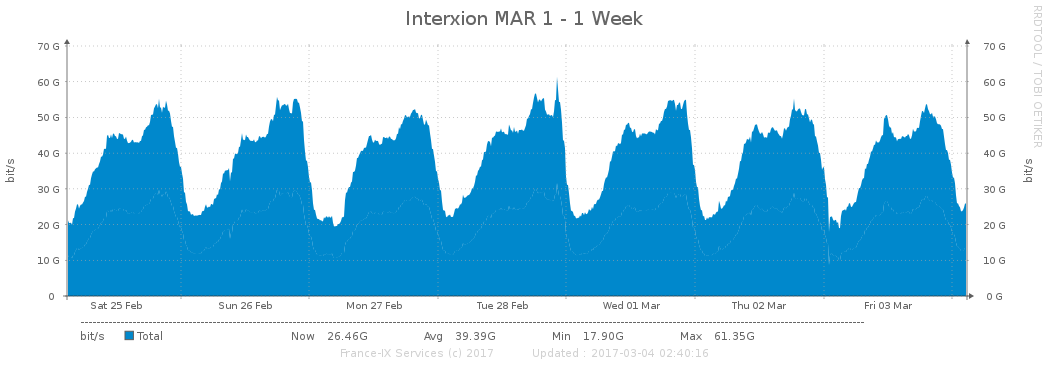 Interxion MAR 1 - 1 Week
RRDTOOL / TOBI OETIKER
70 G 70 G
60 G 60 G
50 G 50 G
40 G 40 G
30 G 30 G
20 G 20 G
10 G 10 G
0 0 G
bit/s
bit/s
Sat 25 Feb Sun 26 Feb Mon 27 Feb Tue 28 Feb Wed 01 Mar Thu 02 Mar Fri 03 Mar
bit/s Total Now 26.46G Avg 39.39G Min 17.90G Max 61.35G
France-IX Services (c) 2017 Updated : 2017-03-04 02:40:16